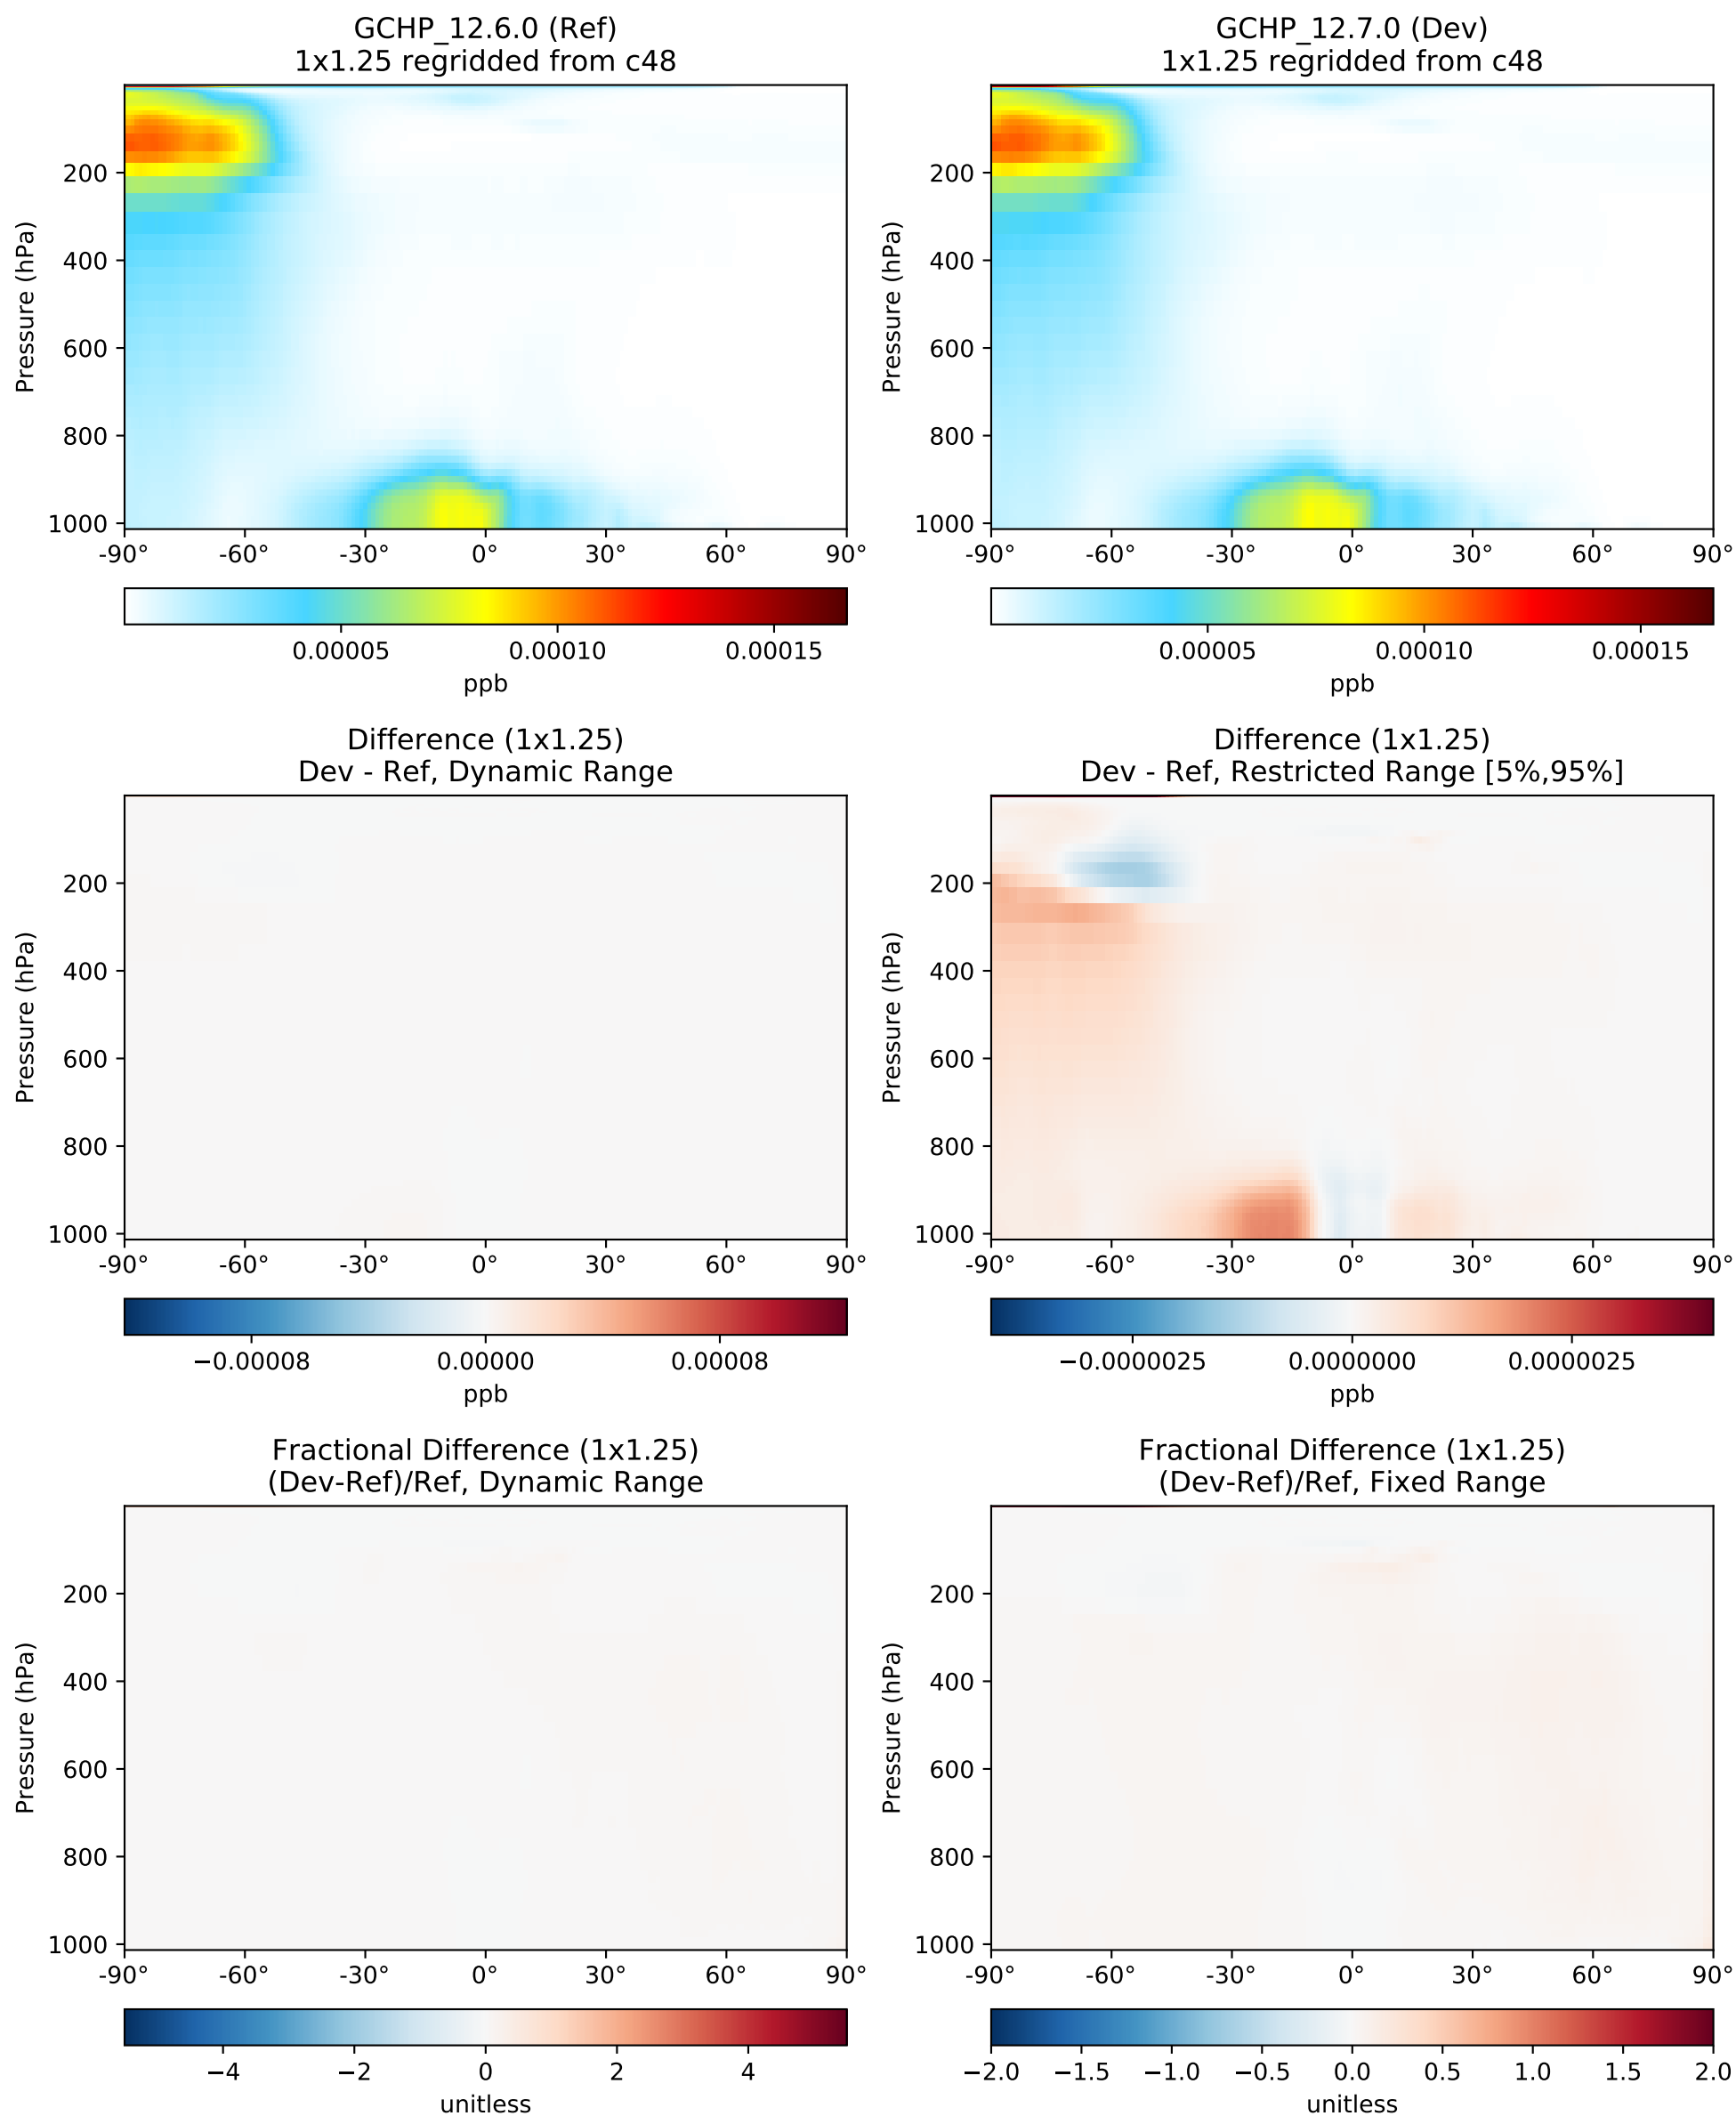 GCHP_12.6.0 (Ref)
1x1.25 regridded from c48
Pressure (hPa)
200
400
600
800
1000
-90° -60° -30° 0° 30° 60° 90°
0.00005 0.00010 0.00015
ppb
GCHP_12.7.0 (Dev)
1x1.25 regridded from c48
Pressure (hPa)
200
400
600
800
1000
-90° -60° -30° 0° 30° 60° 90°
0.00005 0.00010 0.00015
ppb
Difference (1x1.25)
Dev - Ref, Dynamic Range
Pressure (hPa)
200
400
600
800
1000
-90° -60° -30° 0° 30° 60° 90°
−0.00008 0.00000 0.00008
ppb
Difference (1x1.25)
Dev - Ref, Restricted Range [5%,95%]
Pressure (hPa)
200
400
600
800
1000
-90° -60° -30° 0° 30° 60° 90°
−0.0000025 0.0000000 0.0000025
ppb
Fractional Difference (1x1.25)
(Dev-Ref)/Ref, Dynamic Range
Pressure (hPa)
200
400
600
800
1000
-90° -60° -30° 0° 30° 60° 90°
−4 −2 0 2 4
unitless
Fractional Difference (1x1.25)
(Dev-Ref)/Ref, Fixed Range
Pressure (hPa)
200
400
600
800
1000
-90° -60° -30° 0° 30° 60° 90°
−2.0 −1.5 −1.0 −0.5 0.0 0.5 1.0 1.5 2.0
unitless